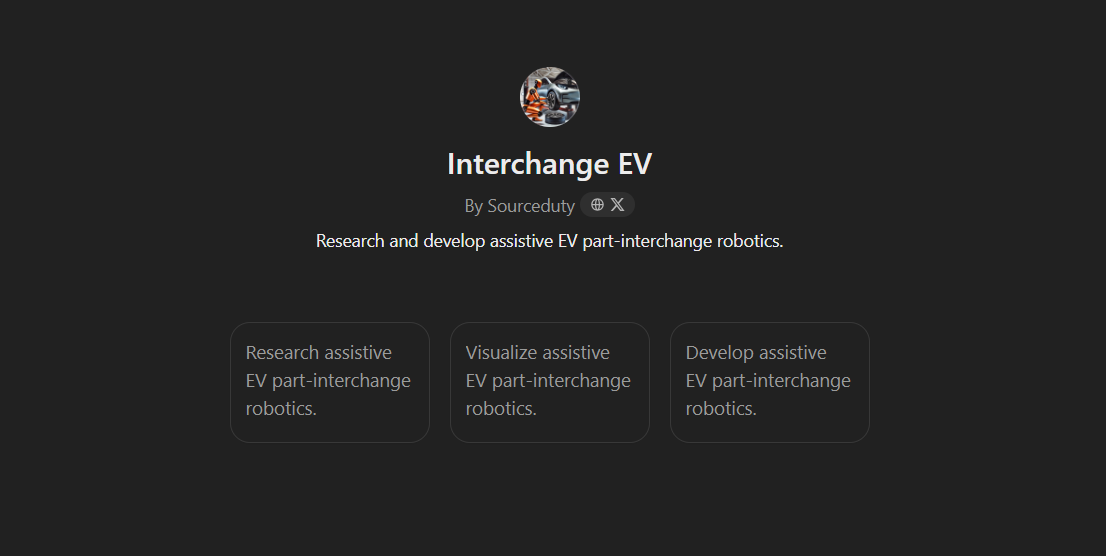 Interchange EV
By Sourceduty
Research and develop assistive EV part-interchange robotics.
Research assistive
EV part-interchange
robotics.
Visualize assistive
EV part-interchange
robotics.
Develop assistive
EV part-interchange
robotics.